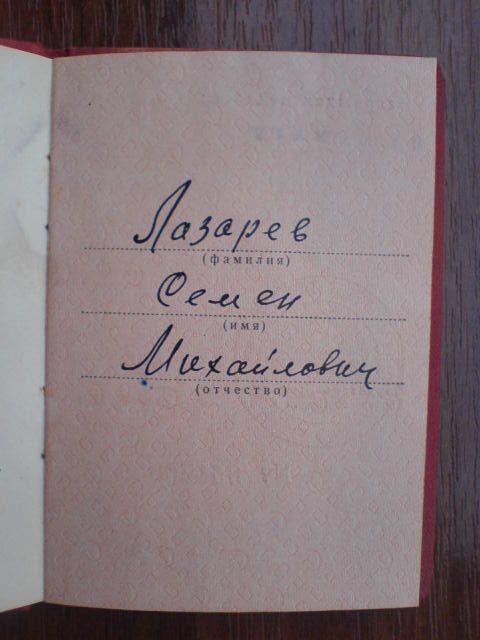 Лазарев
(фамилия)
Семен
(имя)
Михайлович
(отчество)